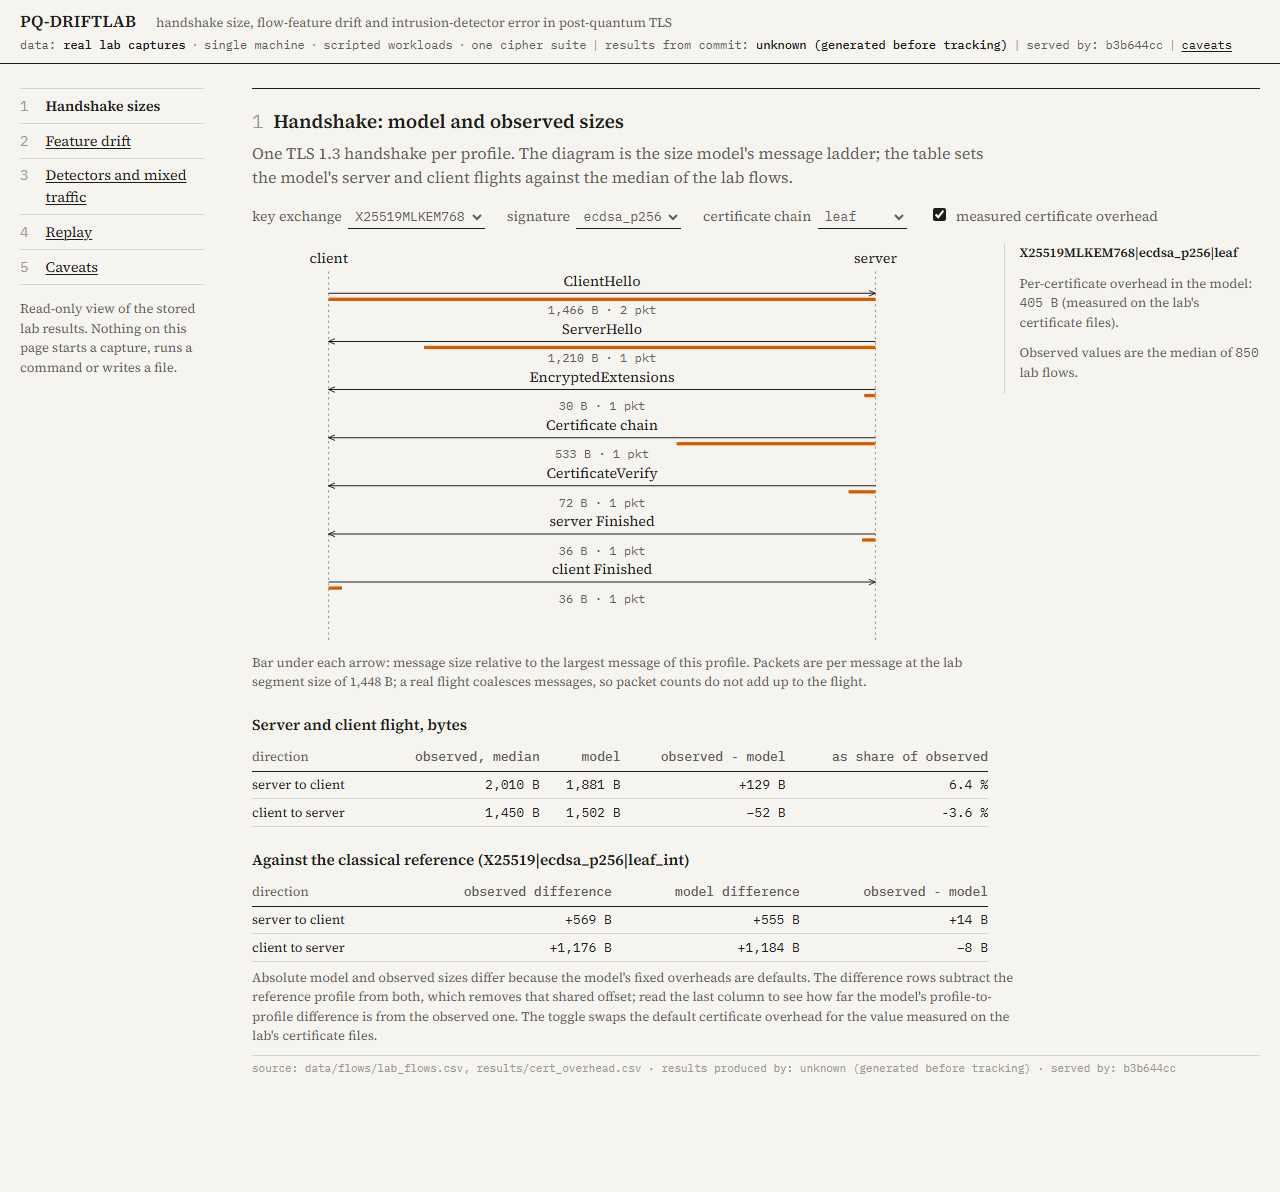 PQ-DRIFTLAB handshake size, flow-feature drift and intrusion-detector error in post-quantum TLS
data: real lab captures · single machine · scripted workloads · one cipher suite | results from commit: unknown (generated before tracking) | served by: b3b644cc | caveats
1 Handshake sizes
2 Feature drift
3 Detectors and mixed
traffic
4 Replay
5 Caveats
Read-only view of the stored
lab results. Nothing on this
page starts a capture, runs a
command or writes a file.
1 Handshake: model and observed sizes
One TLS 1.3 handshake per profile. The diagram is the size model's message ladder; the table sets
the model's server and client flights against the median of the lab flows.
key exchange X25519MLKEM768 signature ecdsa_p256 certificate chain leaf measured certificate overhead
client server
ClientHello
1,466 B · 2 pkt
ServerHello
1,210 B · 1 pkt
EncryptedExtensions
30 B · 1 pkt
Certificate chain
533 B · 1 pkt
CertificateVerify
72 B · 1 pkt
server Finished
36 B · 1 pkt
client Finished
36 B · 1 pkt
X25519MLKEM768|ecdsa_p256|leaf
Per-certificate overhead in the model:
405 B (measured on the lab's
certificate files).
Observed values are the median of 850
lab flows.
Bar under each arrow: message size relative to the largest message of this profile. Packets are per message at the lab
segment size of 1,448 B; a real flight coalesces messages, so packet counts do not add up to the flight.
Server and client flight, bytes
direction observed, median model observed - model as share of observed
server to client 2,010 B 1,881 B +129 B 6.4 %
client to server 1,450 B 1,502 B −52 B -3.6 %
Against the classical reference (X25519|ecdsa_p256|leaf_int)
direction observed difference model difference observed - model
server to client +569 B +555 B +14 B
client to server +1,176 B +1,184 B −8 B
Absolute model and observed sizes differ because the model's fixed overheads are defaults. The difference rows subtract the
reference profile from both, which removes that shared offset; read the last column to see how far the model's profile-to-
profile difference is from the observed one. The toggle swaps the default certificate overhead for the value measured on the
lab's certificate files.
source: data/flows/lab_flows.csv, results/cert_overhead.csv · results produced by: unknown (generated before tracking) · served by: b3b644cc